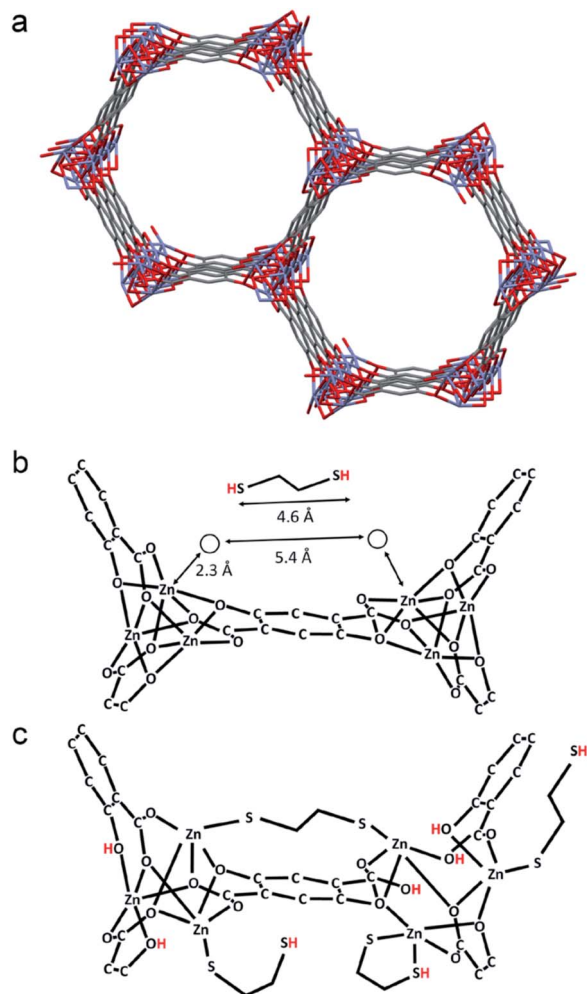 a
b
HS SH
4.6 Å
5.4 Å
2.3 Å
C C C C
C C C C
C C C C
C O O C
O Zn O O Zn O Zn
O C C C O
Zn O C C C O
O Zn C O C C C O Zn O
O C O O C
C C O C C C
c
C C C C
C C C C
SH
C C C C
C O HO C O
Zn S S Zn OH Zn S
HO O O C C O C OH
Zn O C C C C O O O
O C Zn O Zn
C C OH S SH S SH C C